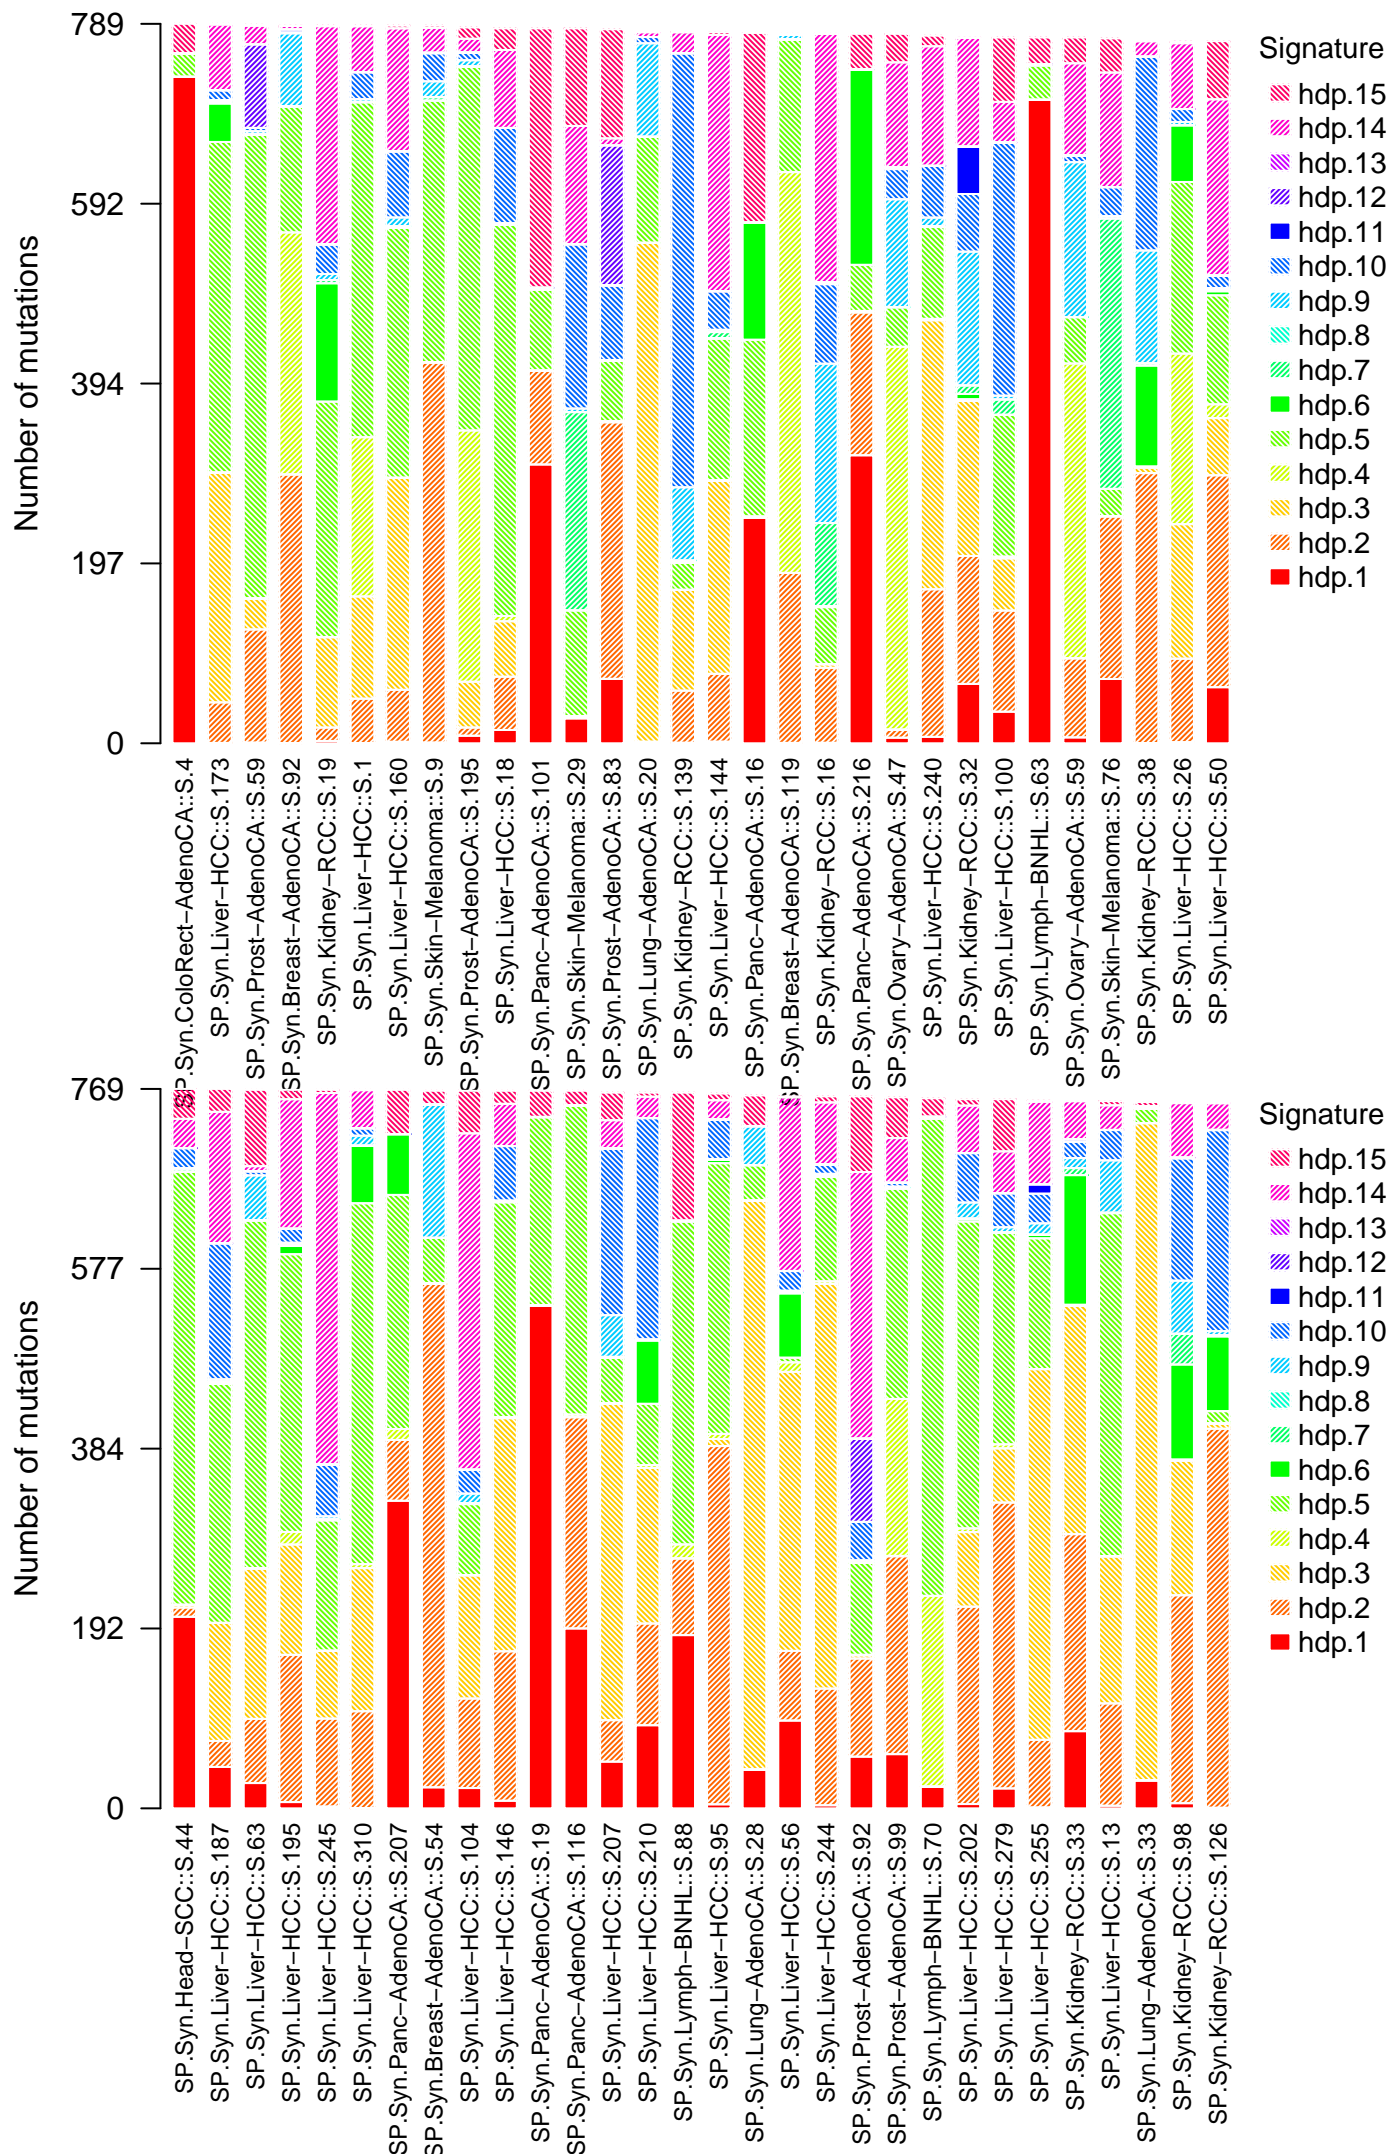 789
592
394
197
0
Number of mutations
Signature
hdp.15
hdp.14
hdp.13
hdp.12
hdp.11
hdp.10
hdp.9
hdp.8
hdp.7
hdp.6
hdp.5
hdp.4
hdp.3
hdp.2
hdp.1
SP.Syn.ColoRect−AdenoCA::S.4
SP.Syn.Liver−HCC::S.173
SP.Syn.Prost−AdenoCA::S.59
SP.Syn.Breast−AdenoCA::S.92
SP.Syn.Kidney−RCC::S.19
SP.Syn.Liver−HCC::S.1
SP.Syn.Liver−HCC::S.160
SP.Syn.Skin−Melanoma::S.9
SP.Syn.Prost−AdenoCA::S.195
SP.Syn.Liver−HCC::S.18
SP.Syn.Panc−AdenoCA::S.101
SP.Syn.Skin−Melanoma::S.29
SP.Syn.Prost−AdenoCA::S.83
SP.Syn.Lung−AdenoCA::S.20
SP.Syn.Kidney−RCC::S.139
SP.Syn.Liver−HCC::S.144
SP.Syn.Panc−AdenoCA::S.16
SP.Syn.Breast−AdenoCA::S.119
SP.Syn.Kidney−RCC::S.16
SP.Syn.Panc−AdenoCA::S.216
SP.Syn.Ovary−AdenoCA::S.47
SP.Syn.Liver−HCC::S.240
SP.Syn.Kidney−RCC::S.32
SP.Syn.Liver−HCC::S.100
SP.Syn.Lymph−BNHL::S.63
SP.Syn.Ovary−AdenoCA::S.59
SP.Syn.Skin−Melanoma::S.76
SP.Syn.Kidney−RCC::S.38
SP.Syn.Liver−HCC::S.26
SP.Syn.Liver−HCC::S.50
769
577
384
192
0
Number of mutations
Signature
hdp.15
hdp.14
hdp.13
hdp.12
hdp.11
hdp.10
hdp.9
hdp.8
hdp.7
hdp.6
hdp.5
hdp.4
hdp.3
hdp.2
hdp.1
SP.Syn.Head−SCC::S.44
SP.Syn.Liver−HCC::S.187
SP.Syn.Liver−HCC::S.63
SP.Syn.Liver−HCC::S.195
SP.Syn.Liver−HCC::S.245
SP.Syn.Liver−HCC::S.310
SP.Syn.Panc−AdenoCA::S.207
SP.Syn.Breast−AdenoCA::S.54
SP.Syn.Liver−HCC::S.104
SP.Syn.Liver−HCC::S.146
SP.Syn.Panc−AdenoCA::S.19
SP.Syn.Panc−AdenoCA::S.116
SP.Syn.Liver−HCC::S.207
SP.Syn.Liver−HCC::S.210
SP.Syn.Lymph−BNHL::S.88
SP.Syn.Liver−HCC::S.95
SP.Syn.Lung−AdenoCA::S.28
SP.Syn.Liver−HCC::S.56
SP.Syn.Liver−HCC::S.244
SP.Syn.Prost−AdenoCA::S.92
SP.Syn.Prost−AdenoCA::S.99
SP.Syn.Lymph−BNHL::S.70
SP.Syn.Liver−HCC::S.202
SP.Syn.Liver−HCC::S.279
SP.Syn.Liver−HCC::S.255
SP.Syn.Kidney−RCC::S.33
SP.Syn.Liver−HCC::S.13
SP.Syn.Lung−AdenoCA::S.33
SP.Syn.Kidney−RCC::S.98
SP.Syn.Kidney−RCC::S.126